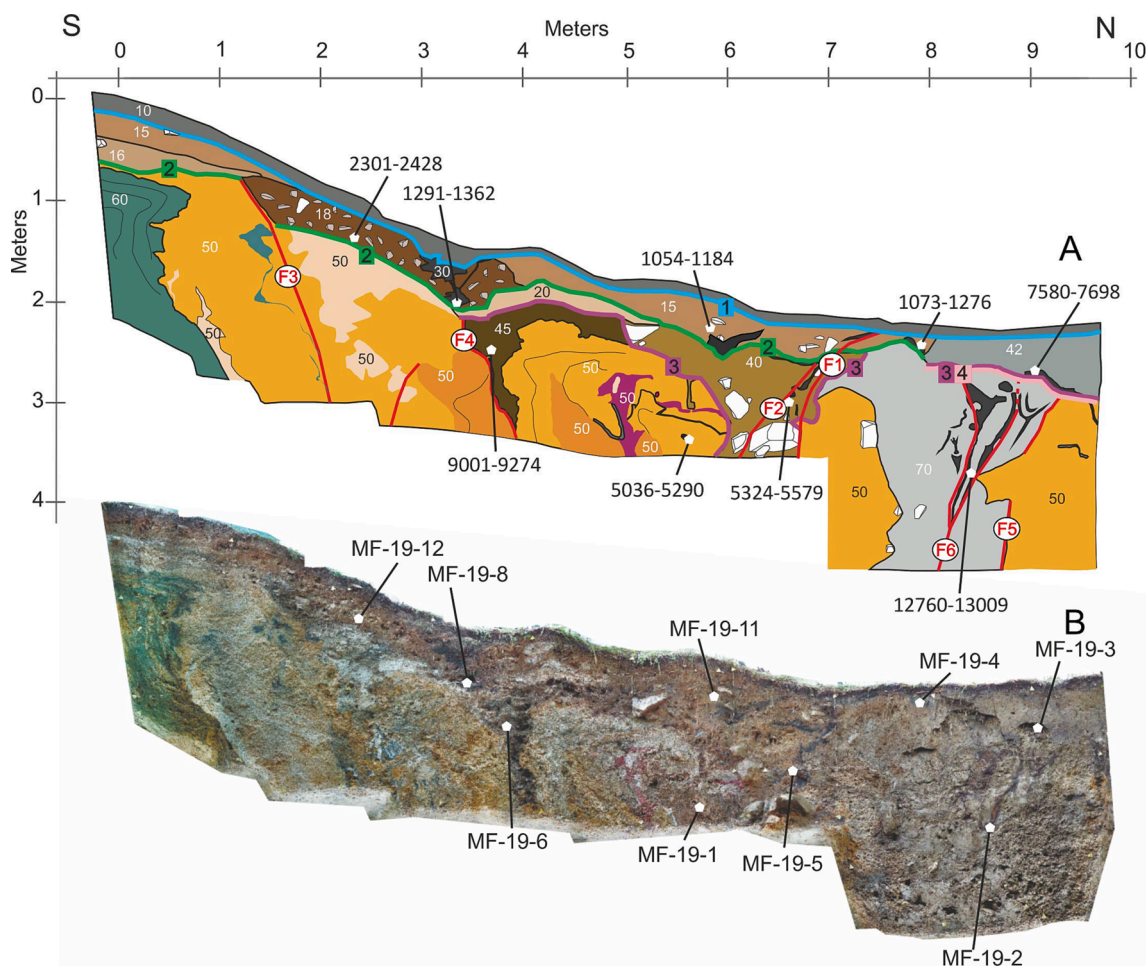 S
Meters
N
0 1 2 3 4 5 6 7 8 9 10
Meters
0
1
2
3
4
A
10
15
16
2
60
50
50
F3
2301-2428
1291-1362
18
2
50
30
50
20
45
F4
50
9001-9274
50
50
50
50
3
5036-5290
1054-1184
15
1
2
40
F2
5324-5579
F1
3
50
1073-1276
7580-7698
42
3 4
70
50
F5
F6
12760-13009
B
MF-19-12
MF-19-8
MF-19-11
MF-19-3
MF-19-4
MF-19-6
MF-19-1
MF-19-5
MF-19-2